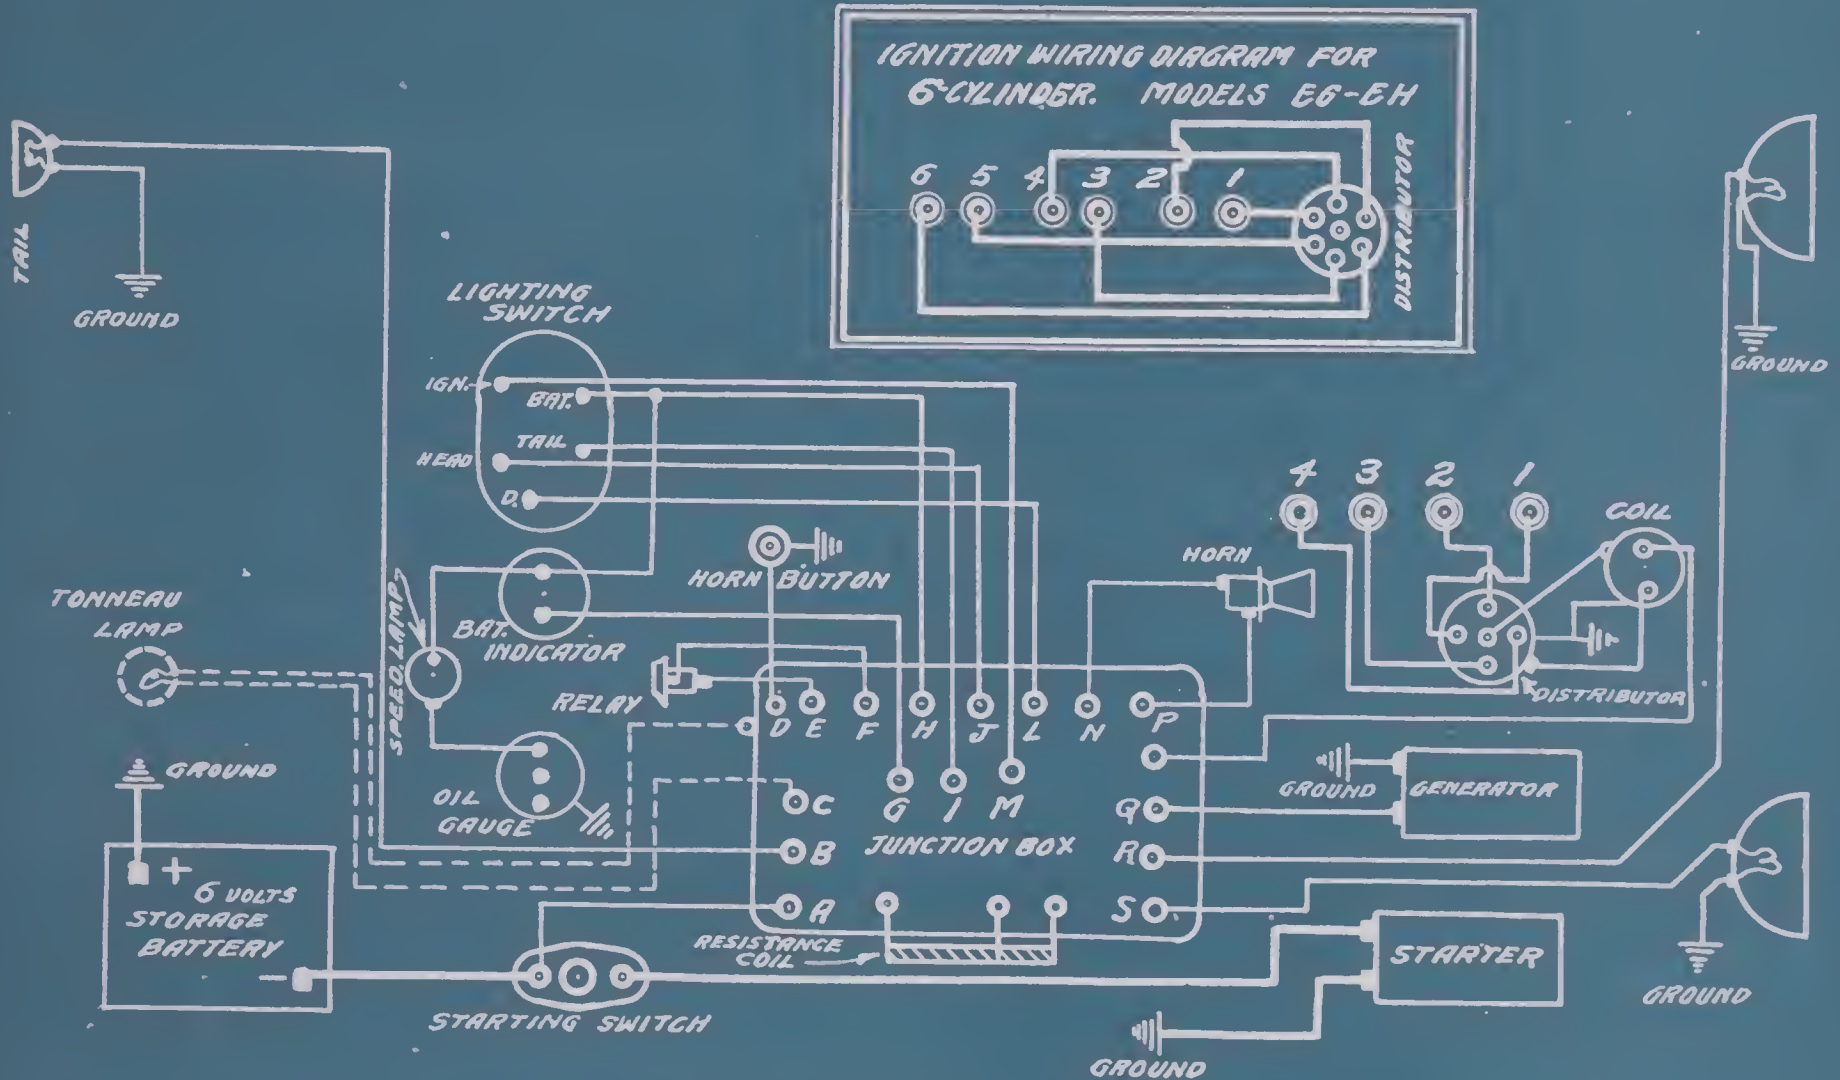 IGNITION WIRING DIAGRAM FOR
6-CYLINDER. MODELS E6-EH
6 5 4 3 2 1
DISTRIBUTOR
TAIL
GROUND
GROUND
LIGHTING
SWITCH
IGN.
BAT.
TAIL
HEAD
D.
4 3 2 1
COIL
HORN
HORN BUTTON
TONNEAU
LAMP
SPEED. LAMP
BAT.
INDICATOR
RELAY
DISTRIBUTOR
D E F H J L N P
GROUND
OIL
GAUGE
C
G I M
GROUND
GENERATOR
Q
B
JUNCTION BOX
R
+
6 VOLTS
STORAGE
BATTERY
-
A
S
RESISTANCE
COIL
STARTER
GROUND
STARTING SWITCH
GROUND